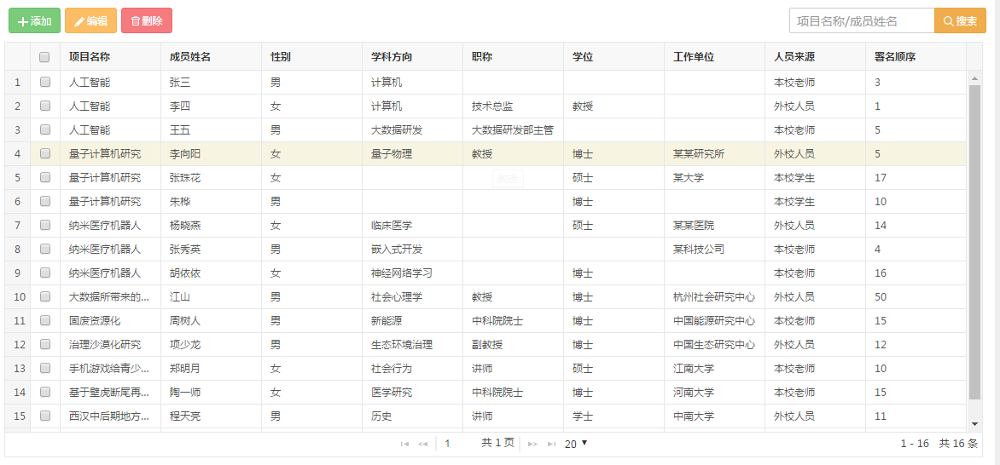 添加 编辑 删除 项目名称/成员姓名 搜索
项目名称 成员姓名 性别 学科方向 职称 学位 工作单位 人员来源 署名顺序
1 人工智能 张三 男 计算机 本校老师 3
2 人工智能 李四 女 计算机 技术总监 教授 外校人员 1
3 人工智能 王五 男 大数据研发 大数据研发部主管 本校老师 5
4 量子计算机研究 李向阳 女 量子物理 教授 博士 某某研究所 外校人员 5
5 量子计算机研究 张珠花 女 硕士 某大学 本校学生 17
6 量子计算机研究 朱桦 男 博士 本校学生 10
7 纳米医疗机器人 杨晓燕 女 临床医学 硕士 某某医院 外校人员 14
8 纳米医疗机器人 张秀英 男 嵌入式开发 某科技公司 本校老师 4
9 纳米医疗机器人 胡依依 女 神经网络学习 博士 本校老师 16
10 大数据所带来的... 江山 男 社会心理学 教授 博士 杭州社会研究中心 外校人员 50
11 固废资源化 周树人 男 新能源 中科院院士 博士 中国能源研究中心 本校老师 15
12 治理沙漠化研究 项少龙 男 生态环境治理 副教授 博士 中国生态研究中心 外校人员 12
13 手机游戏给青少... 郑明月 女 社会行为 讲师 硕士 江南大学 本校老师 10
14 基于壁虎断尾再... 陶一师 女 医学研究 中科院院士 博士 河南大学 本校老师 15
15 西汉中后期地方... 程天亮 男 历史 讲师 学士 中南大学 外校人员 11
1 共 1 页 20 1 - 16 共 16 条